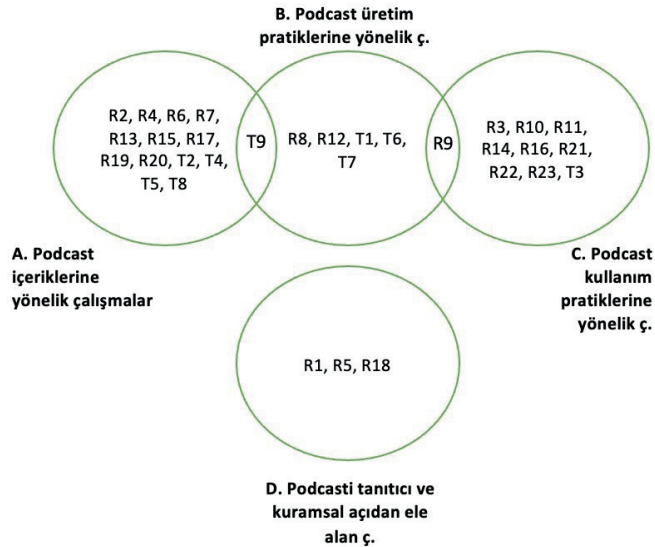 B. Podcast üretim
pratiklerine yönelik ç.
R2, R4, R6, R7,
R13, R15, R17,
R19, R20, T2, T4,
T5, T8
T9
R8, R12, T1, T6,
T7
R9
R3, R10, R11,
R14, R16, R21,
R22, R23, T3
A. Podcast
içeriklerine
yönelik çalışmalar
C. Podcast
kullanım
pratiklerine
yönelik ç.
R1, R5, R18
D. Podcasti tanıtıcı ve
kuramsal açıdan ele
alan ç.